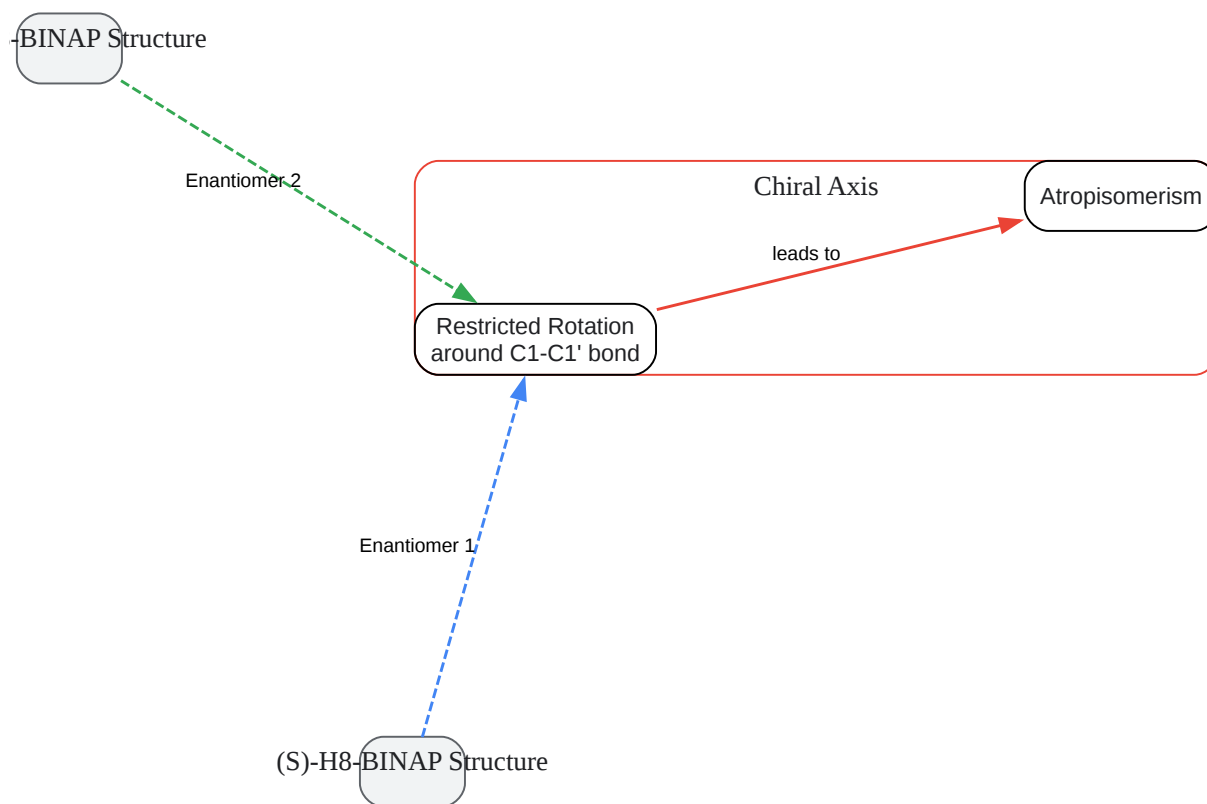 -BINAP Structure
Enantiomer 2
Chiral Axis
Atropisomerism
leads to
Restricted Rotation
around C1-C1' bond
Enantiomer 1
(S)-H8-BINAP Structure